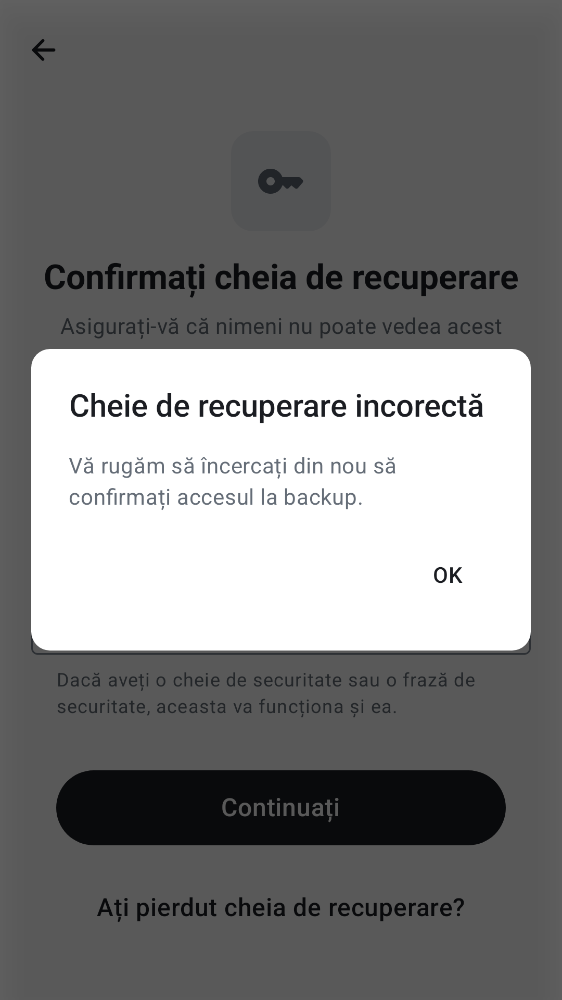 Confirmați cheia de recuperare
Asigurați-vă că nimeni nu poate vedea acest
Cheie de recuperare incorectă
Vă rugăm să încercați din nou să
confirmați accesul la backup.
OK
Dacă aveți o cheie de securitate sau o frază de
securitate, aceasta va funcționa și ea.
Continuați
Ați pierdut cheia de recuperare?